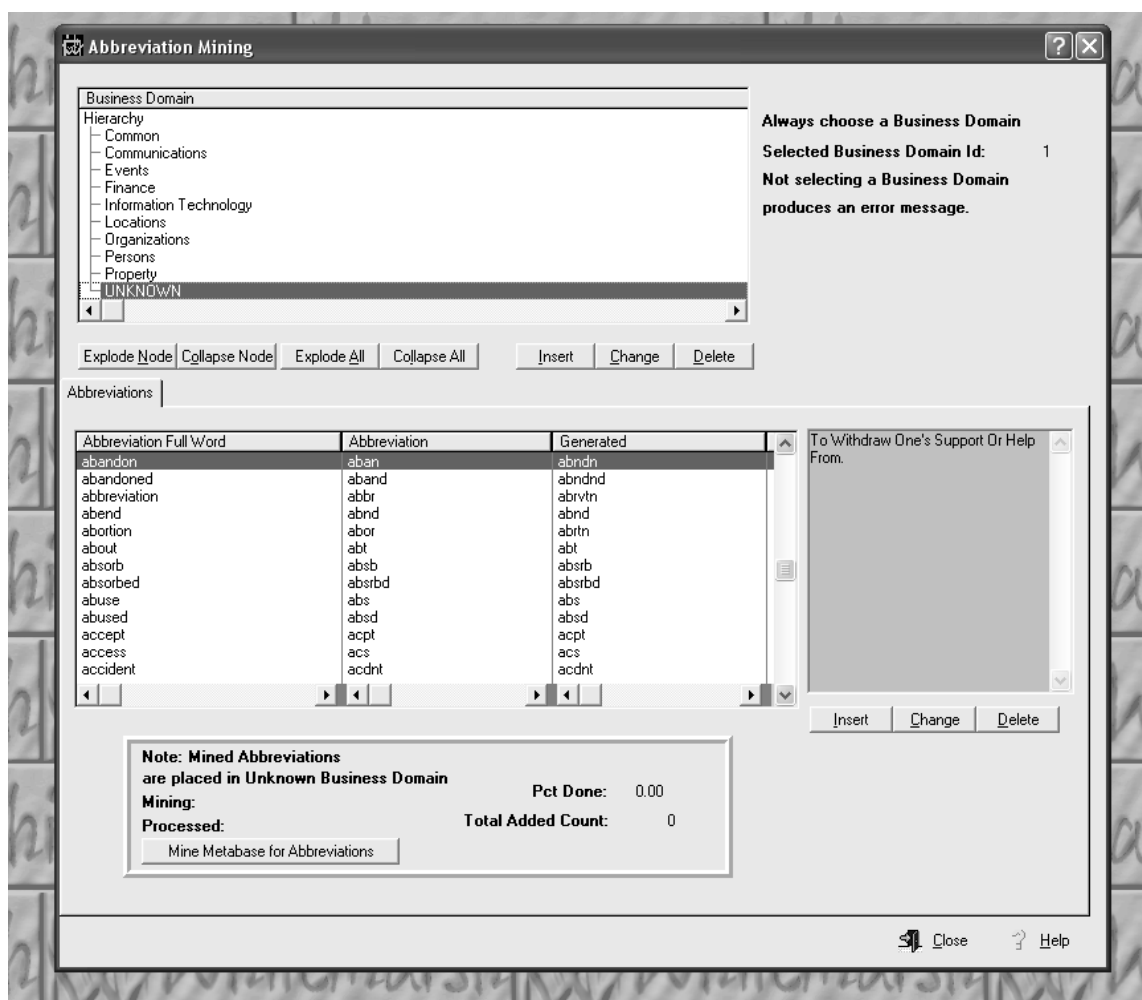 Abbreviation Mining
Business Domain
Hierarchy
Common
Communications
Events
Finance
Information Technology
Locations
Organizations
Persons
Property
UNKNOWN
Always choose a Business Domain
Selected Business Domain Id: 1
Not selecting a Business Domain
produces an error message.
Explode Node Collapse Node Explode All Collapse All Insert Change Delete
Abbreviations
Abbreviation Full Word Abbreviation Generated
abandon aban abndn
abandoned aband abndnd
abbreviation abbr abrvtn
abend abnd abnd
abortion abor abrtn
about abt abt
absorb absb absrb
absorbed absrbd absrbd
abuse abs abs
abused absd absd
accept acpt acpt
access acs acs
accident acdnt acdnt
To Withdraw One's Support Or Help
From.
Insert Change Delete
Note: Mined Abbreviations
are placed in Unknown Business Domain
Mining:
Processed:
Pct Done: 0.00
Total Added Count: 0
Mine Metabase for Abbreviations
Close Help